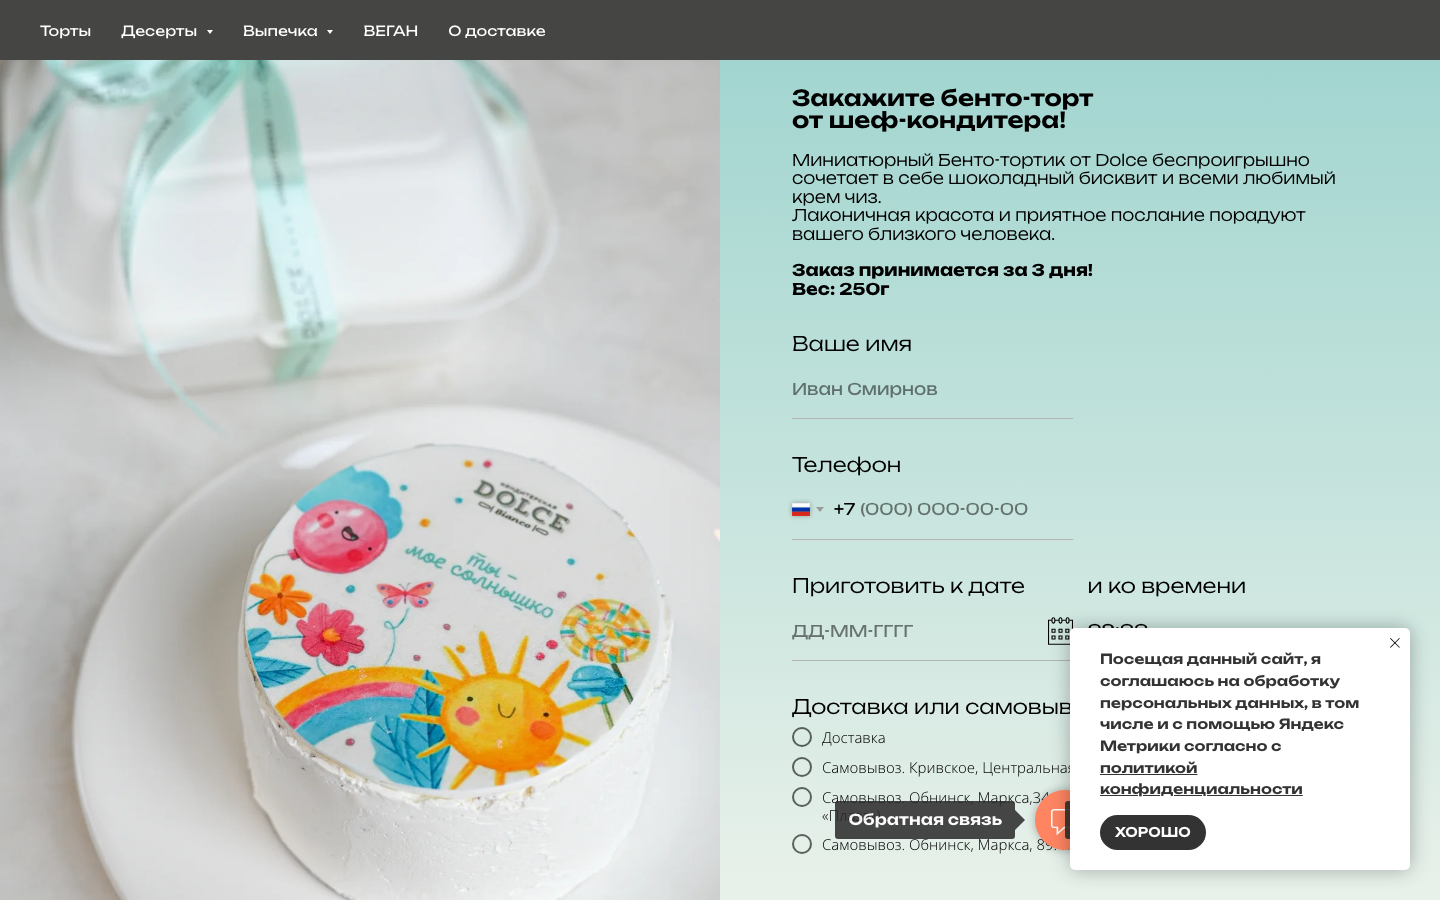 Торты
Десерты
Выпечка
ВЕГАН
О доставке
DOLCE
КОНДИТЕРСКАЯ
DOLCE
Bianco
ты –
мое солнышко
Закажите бенто-торт
от шеф-кондитера!
Миниатюрный Бенто-тортик от Dolce беспроигрышно
сочетает в себе шоколадный бисквит и всеми любимый
крем чиз.
Лаконичная красота и приятное послание порадуют
вашего близкого человека.
Заказ принимается за 3 дня!
Вес: 250г
Ваше имя
Иван Смирнов
Телефон
+7 (000) 000-00-00
Приготовить к дате
и ко времени
ДД-ММ-ГГГГ
Доставка или самовыв
Доставка
Самовывоз. Кривское, Центральная
Самовывоз. Обнинск, Маркса,34
Самовывоз. Обнинск, Маркса, 89.
Обратная связь
Посещая данный сайт, я
соглашаюсь на обработку
персональных данных, в том
числе и с помощью Яндекс
Метрики согласно с
политикой
конфиденциальности
ХОРОШО